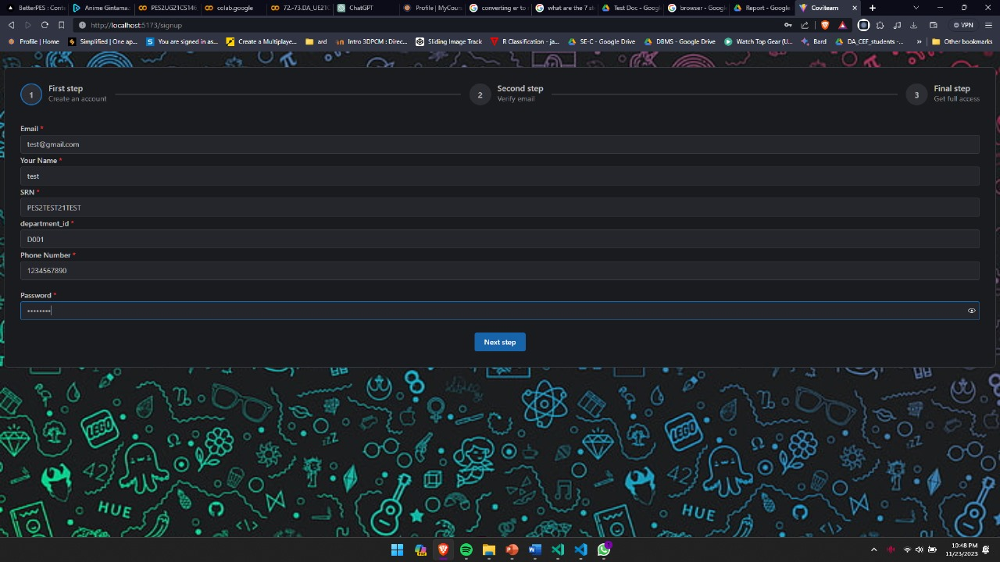 BetterPES : Conte
Anime Gintama
PES2UG21CS146
colab.google
72.-73.DA_UE21C
ChatGPT
Profile | MyCours
converting er to
what are the 7 st
Test Doc - Google
browser - Google
Report - Google
Coviteam
http://localhost:5173/signup
VPN
Profile | Home
Simplified | One ap...
You are signed in as...
Create a Multiplaye...
ard
Intro 3DPCM : Direc...
Sliding Image Track
R Classification - ja...
SE-C - Google Drive
DBMS - Google Drive
Watch Top Gear (U...
Bard
DA_CEF_students -...
»
Other bookmarks
1
First step
Create an account
2
Second step
Verify email
3
Final step
Get full access
Email *
test@gmail.com
Your Name *
test
SRN *
PES2TEST21TEST
department_id *
D001
Phone Number *
1234567890
Password *
••••••••
Next step
LEGO
LEGO
zzz
zzz
42
42
HUE
HUE
10:48 PM
11/23/2023